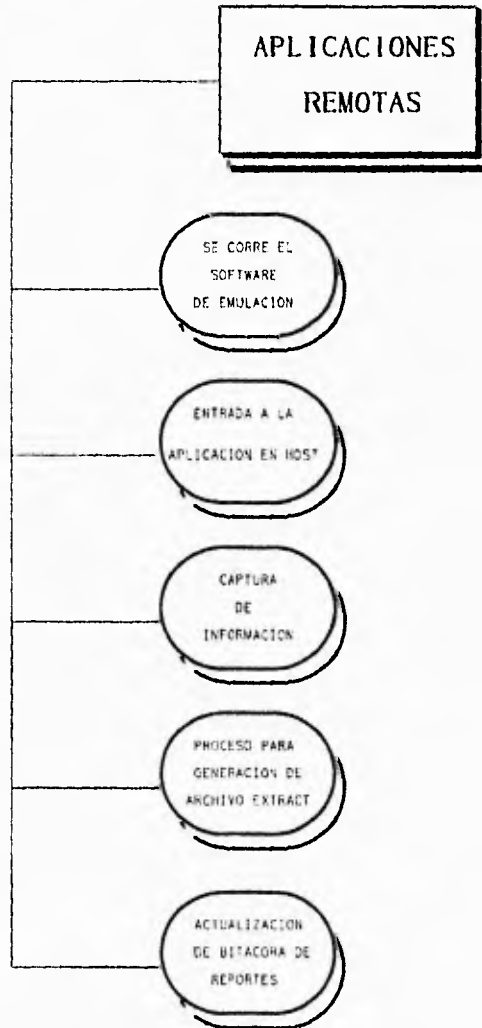 APLICACIONES
REMOTAS
SE CORRE EL
SOFTWARE
DE EMULACIÓN
ENTRADA A LA
APLICACION EN HOST
CAPTURA
DE
INFORMACION
PROCESO PARA
GENERACION DE
ARCHIVO EXTRACT
ACTUALIZACION
DE BITACORA DE
REPORTES